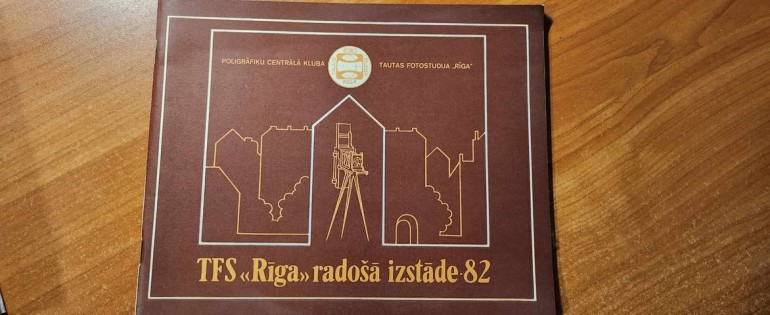 POLIGRĀFIĶU CENTRĀLĀ KLUBA TAUTAS FOTOSTUDIJA „RĪGA"
TFS «Rīga» radošā izstāde-82